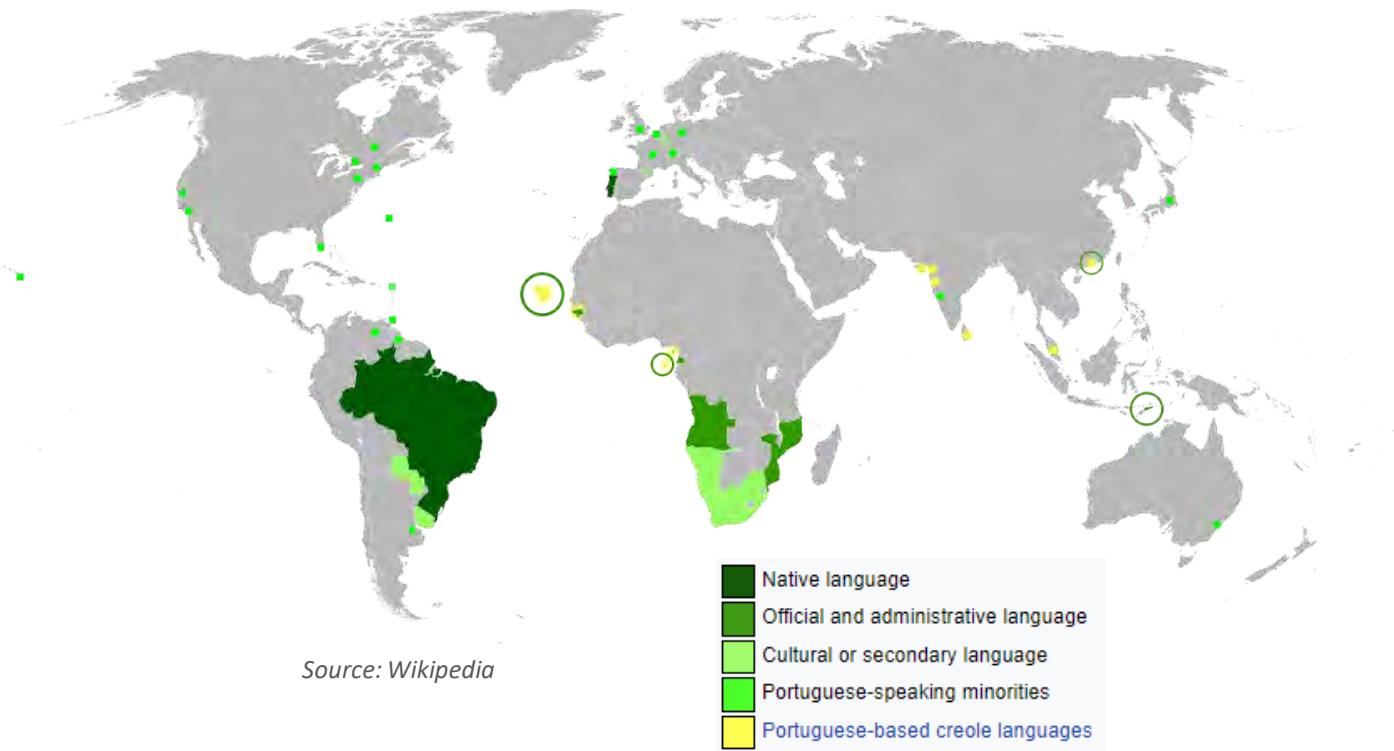 Native language
Official and administrative language
Cultural or secondary language
Portuguese-speaking minorities
Portuguese-based creole languages
Source: Wikipedia